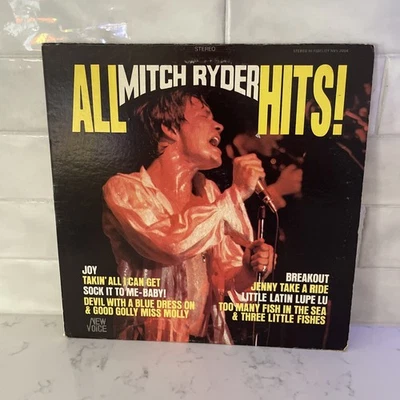 STEREO
ALL MITCH RYDER HITS!
JOY
TAKIN' ALL I CAN GET
SOCK IT TO ME-BABY!
DEVIL WITH A BLUE DRESS ON
& GOOD GOLLY MISS MOLLY
BREAKOUT
JENNY TAKE A RIDE
LITTLE LATIN LUPE LU
TOO MANY FISH IN THE SEA
& THREE LITTLE FISHES
NEW
VOICE